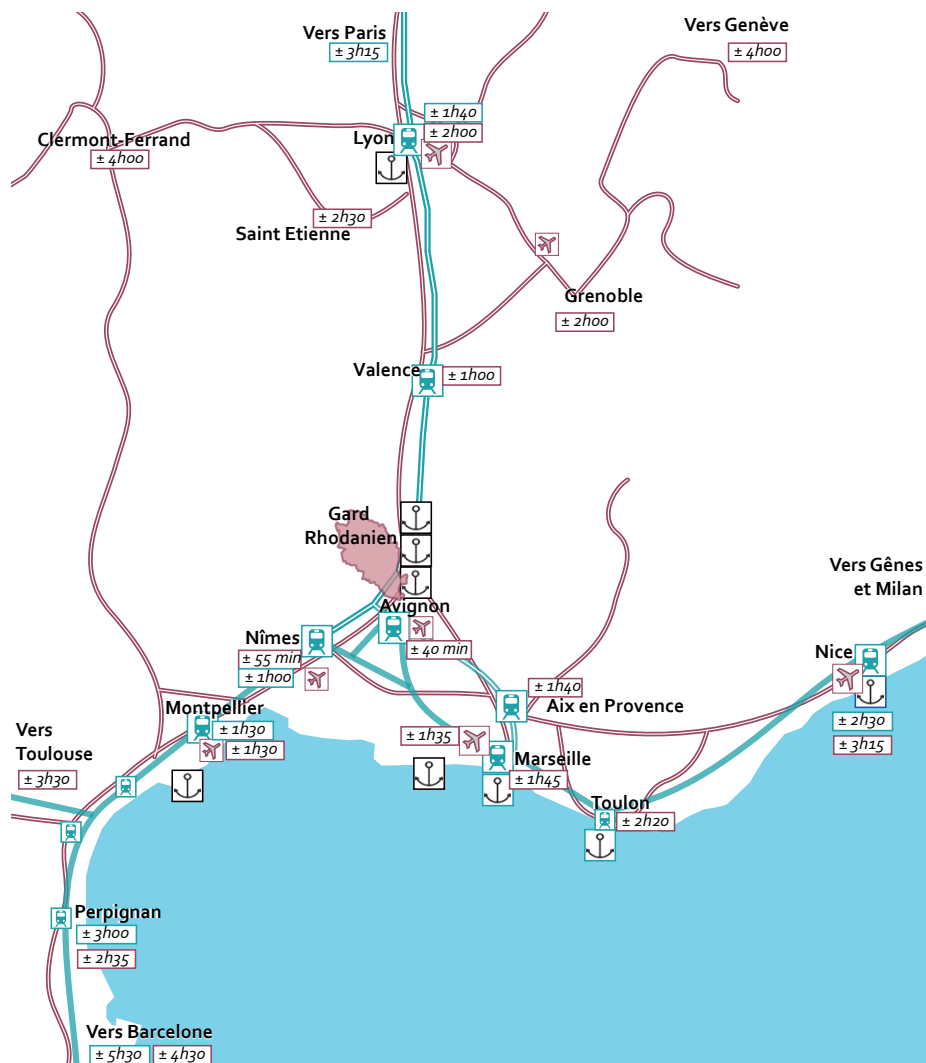 Vers Paris
± 3h15
Vers Genève
± 4h00
± 1h40
± 2h00
Lyon
Clermont-Ferrand
± 4h00
± 2h30
Saint Etienne
Grenoble
± 2h00
Valence
± 1h00
Gard
Rhodanien
Vers Gênes
et Milan
Avignon
± 40 min
Nîmes
± 55 min
± 1h00
Nice
± 2h30
± 3h15
± 1h40
Aix en Provence
Montpellier
± 1h30
± 1h30
Vers
Toulouse
± 3h30
± 1h35
Marseille
± 1h45
Toulon
± 2h20
Perpignan
± 3h00
± 2h35
Vers Barcelone
± 5h30
± 4h30